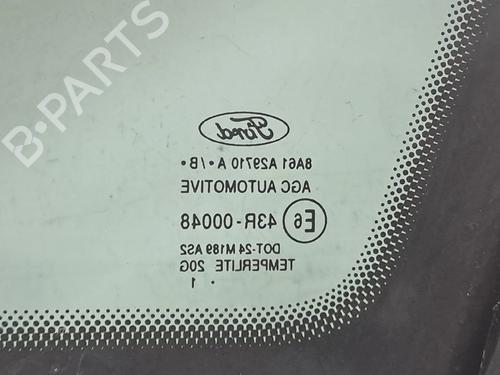 B-PARTS
Ford
8A61 A29710 A • / B •
AGC AUTOMOTIVE
E6 43R-00048
DOT-24 M189 AS2
TEMPERLITE 20G
• 1